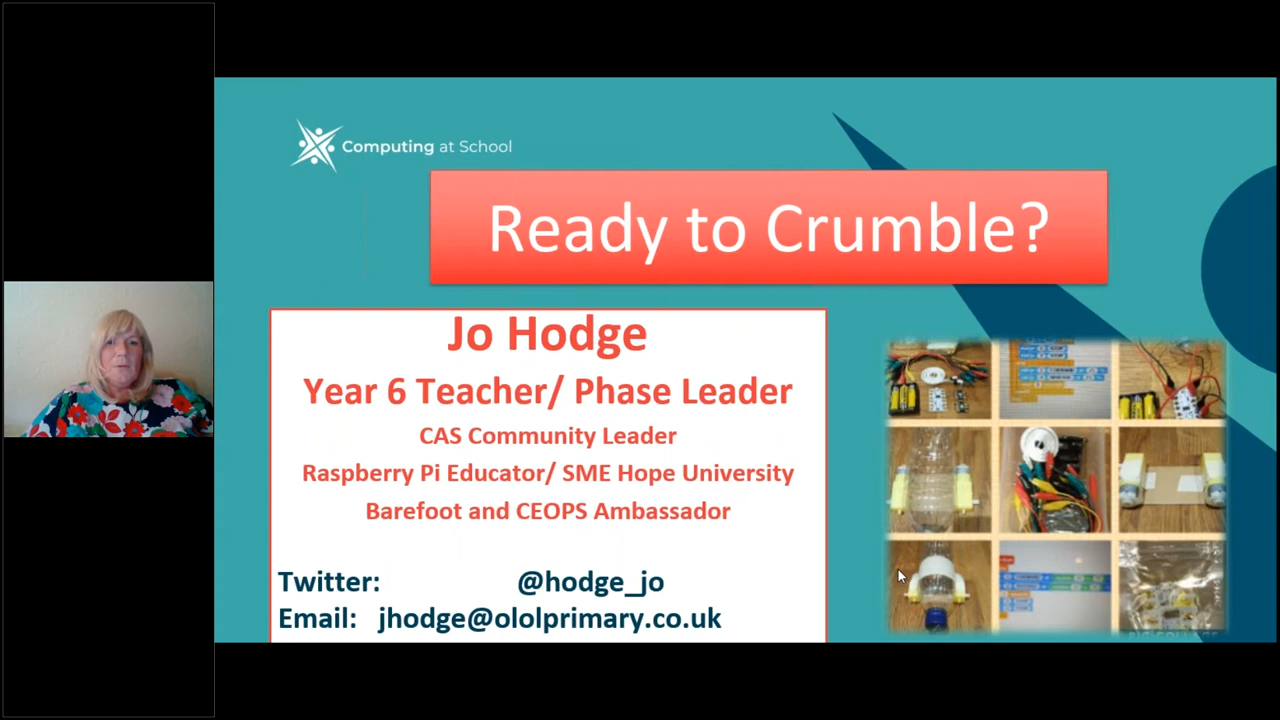 Computing at School
Ready to Crumble?
Jo Hodge
Year 6 Teacher/ Phase Leader
CAS Community Leader
Raspberry Pi Educator/ SME Hope University
Barefoot and CEOPS Ambassador
Twitter: @hodge_jo
Email: jhodge@ololprimary.co.uk